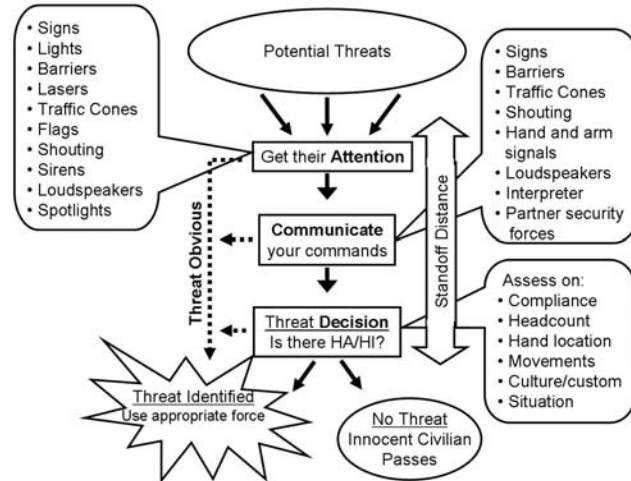 • Signs
• Lights
• Barriers
• Lasers
• Traffic Cones
• Flags
• Shouting
• Sirens
• Loudspeakers
• Spotlights
Potential Threats
• Signs
• Barriers
• Traffic Cones
• Shouting
• Hand and arm
signals
• Loudspeakers
• Interpreter
• Partner security
forces
Get their Attention
Communicate
your commands
Threat Obvious
Standoff Distance
Threat Decision
Is there HA/HI?
Assess on:
• Compliance
• Headcount
• Hand location
• Movements
• Culture/custom
• Situation
Threat Identified
Use appropriate force
No Threat
Innocent Civilian
Passes